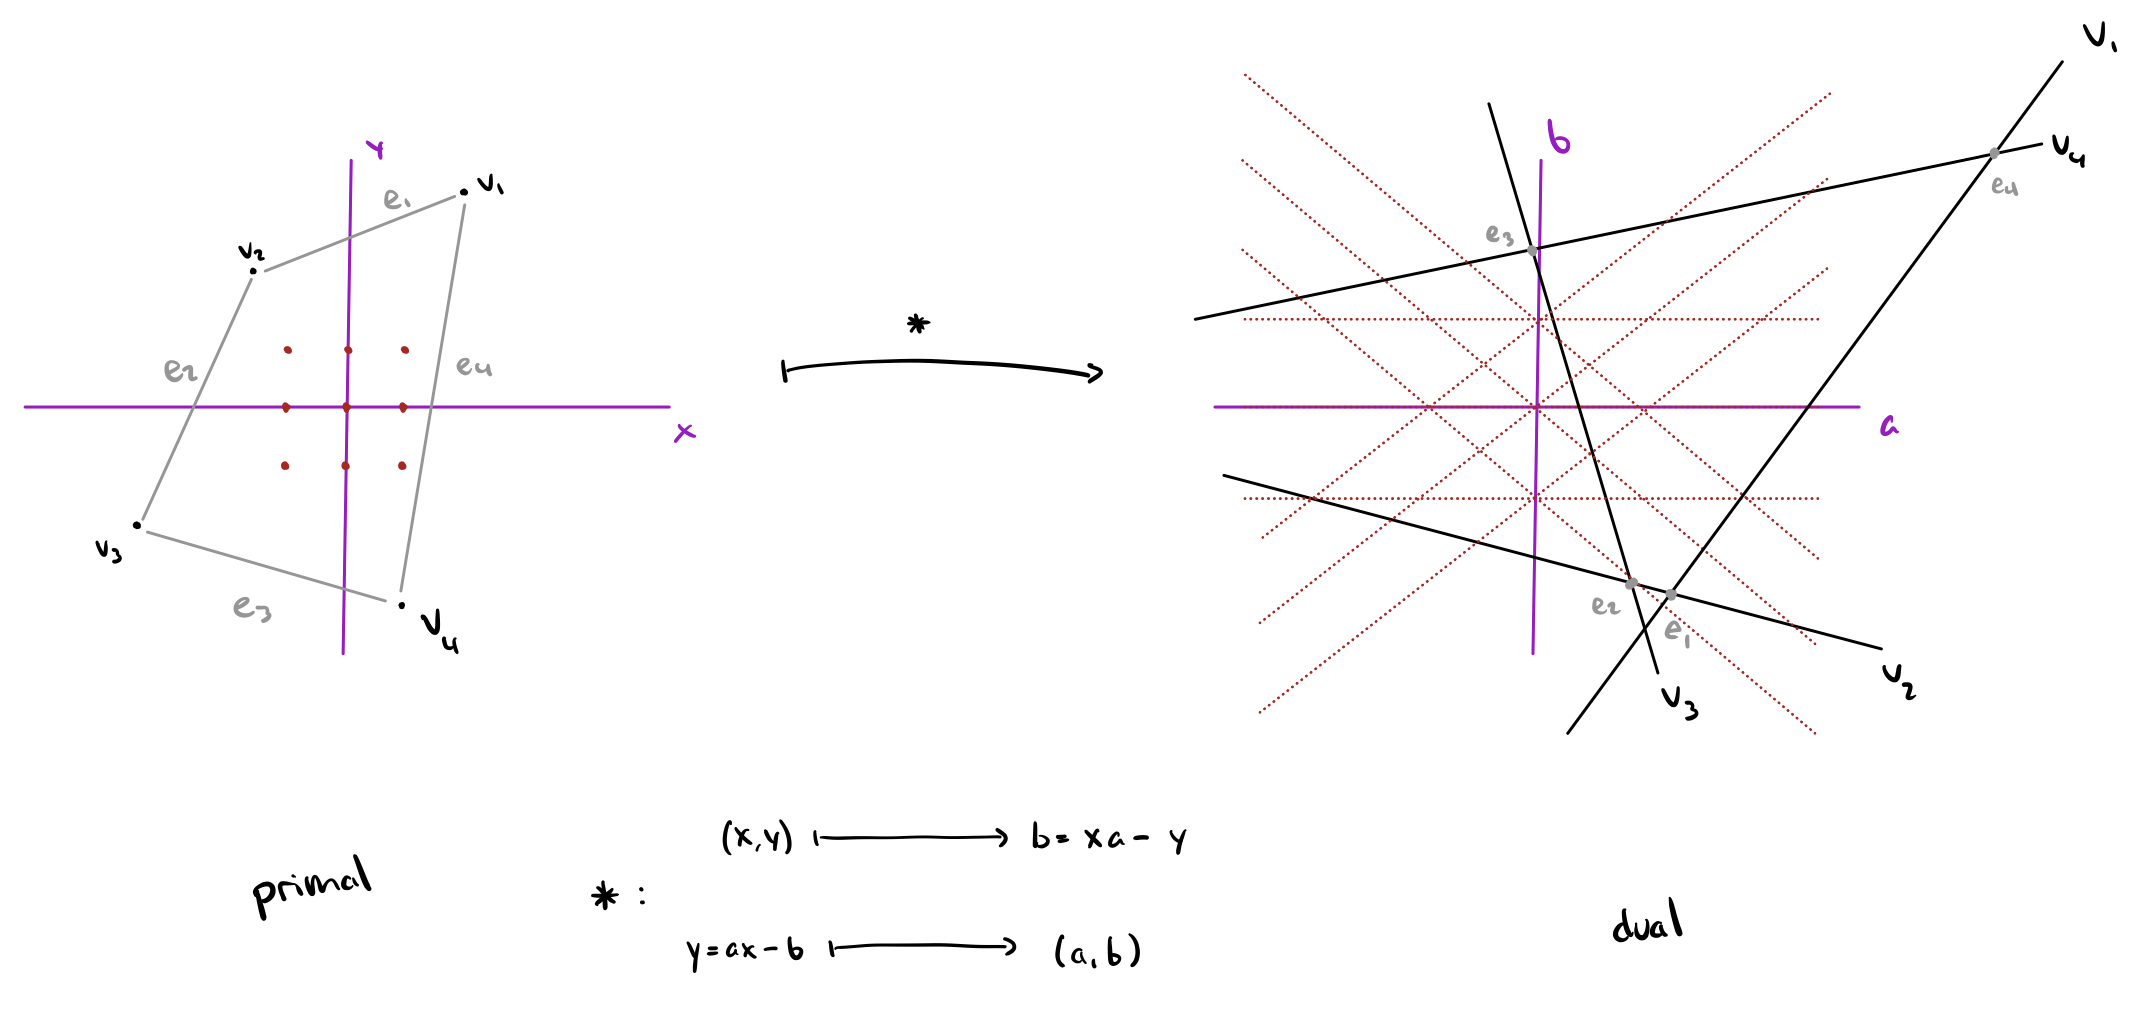 Y
e₁
v₁
v₂
e₂
e₄
x
v₃
e₃
v₄
*
b
v₁
v₄
e₄
e₃
a
e₂
e₁
v₂
v₃
primal
* :
(x,y) ↦ b = xa - y
y = ax - b ↦ (a,b)
dual